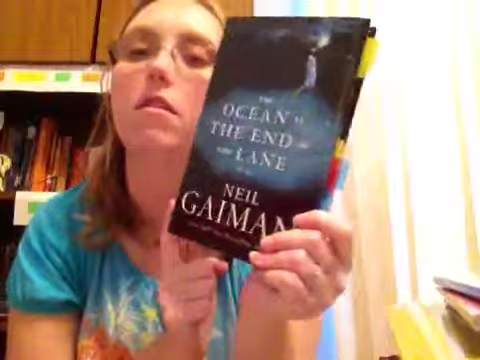 THE
OCEAN AT
THE END
OF THE LANE
NEIL
GAIMAN